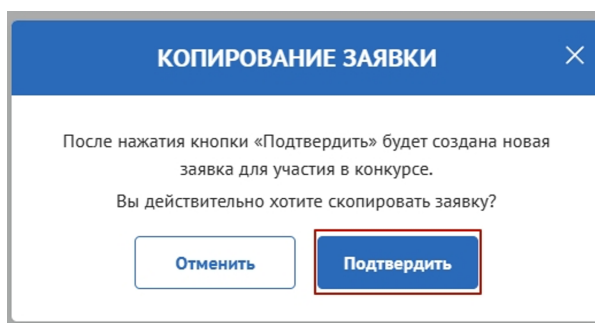 КОПИРОВАНИЕ ЗАЯВКИ
После нажатия кнопки «Подтвердить» будет создана новая
заявка для участия в конкурсе.
Вы действительно хотите скопировать заявку?
Отменить
Подтвердить